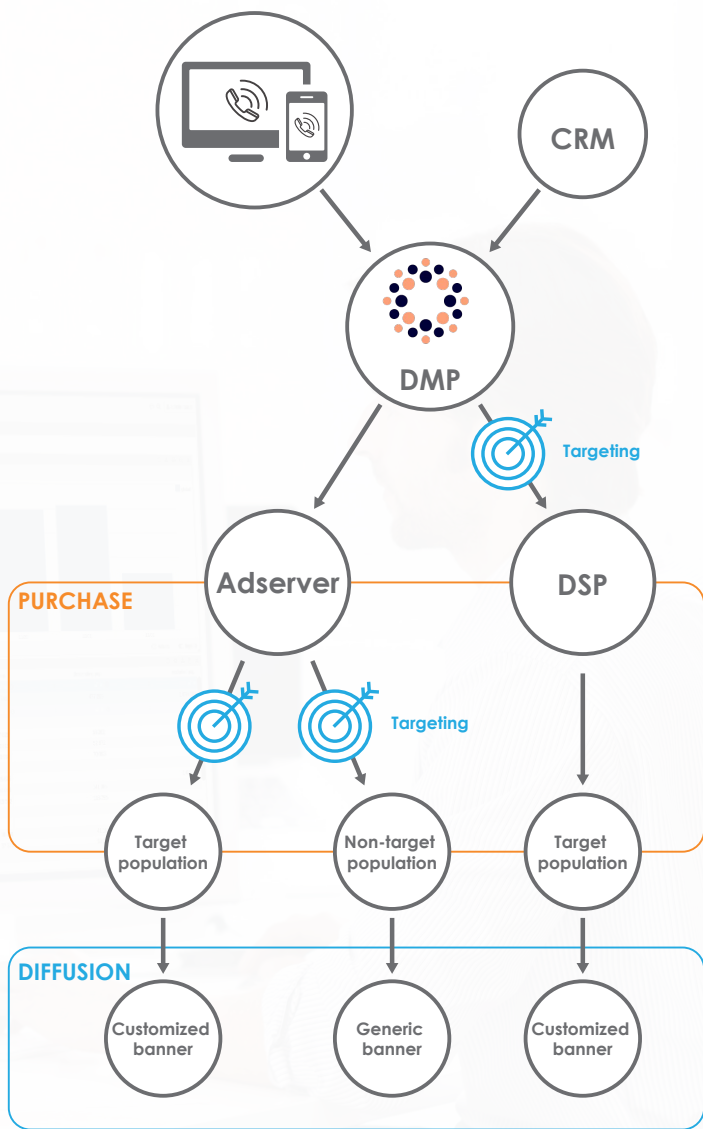 CRM
DMP
Targeting
Adserver
DSP
PURCHASE
Targeting
Target
population
Non-target
population
Target
population
DIFFUSION
Customized
banner
Generic
banner
Customized
banner